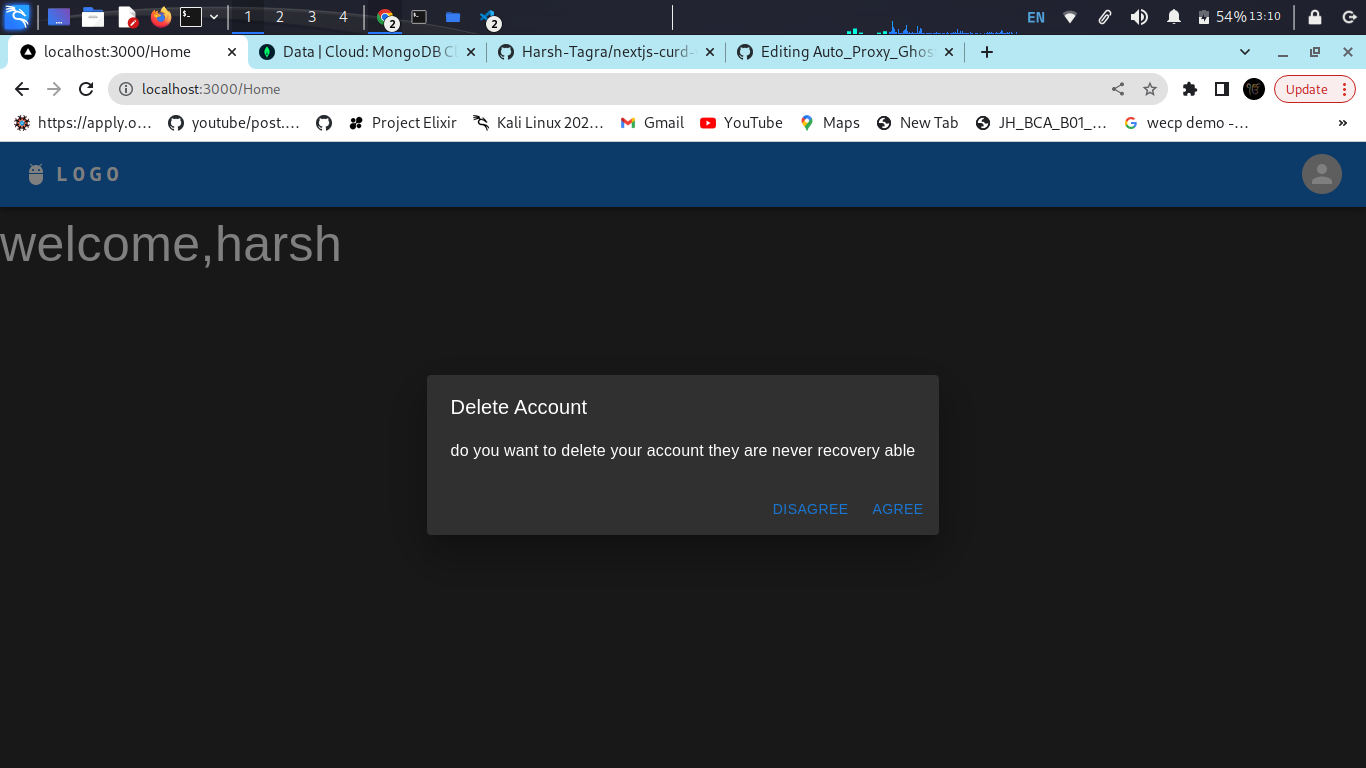 1 2 3 4 2 2 EN 54% 13:10
localhost:3000/Home Data | Cloud: MongoDB Cl Harsh-Tagra/nextjs-curd- Editing Auto_Proxy_Ghos
localhost:3000/Home Update
https://apply.o... youtube/post.... Project Elixir Kali Linux 202... Gmail YouTube Maps New Tab JH_BCA_B01_... wecp demo -... »
LOGO
welcome,harsh
Delete Account
do you want to delete your account they are never recovery able
DISAGREE AGREE